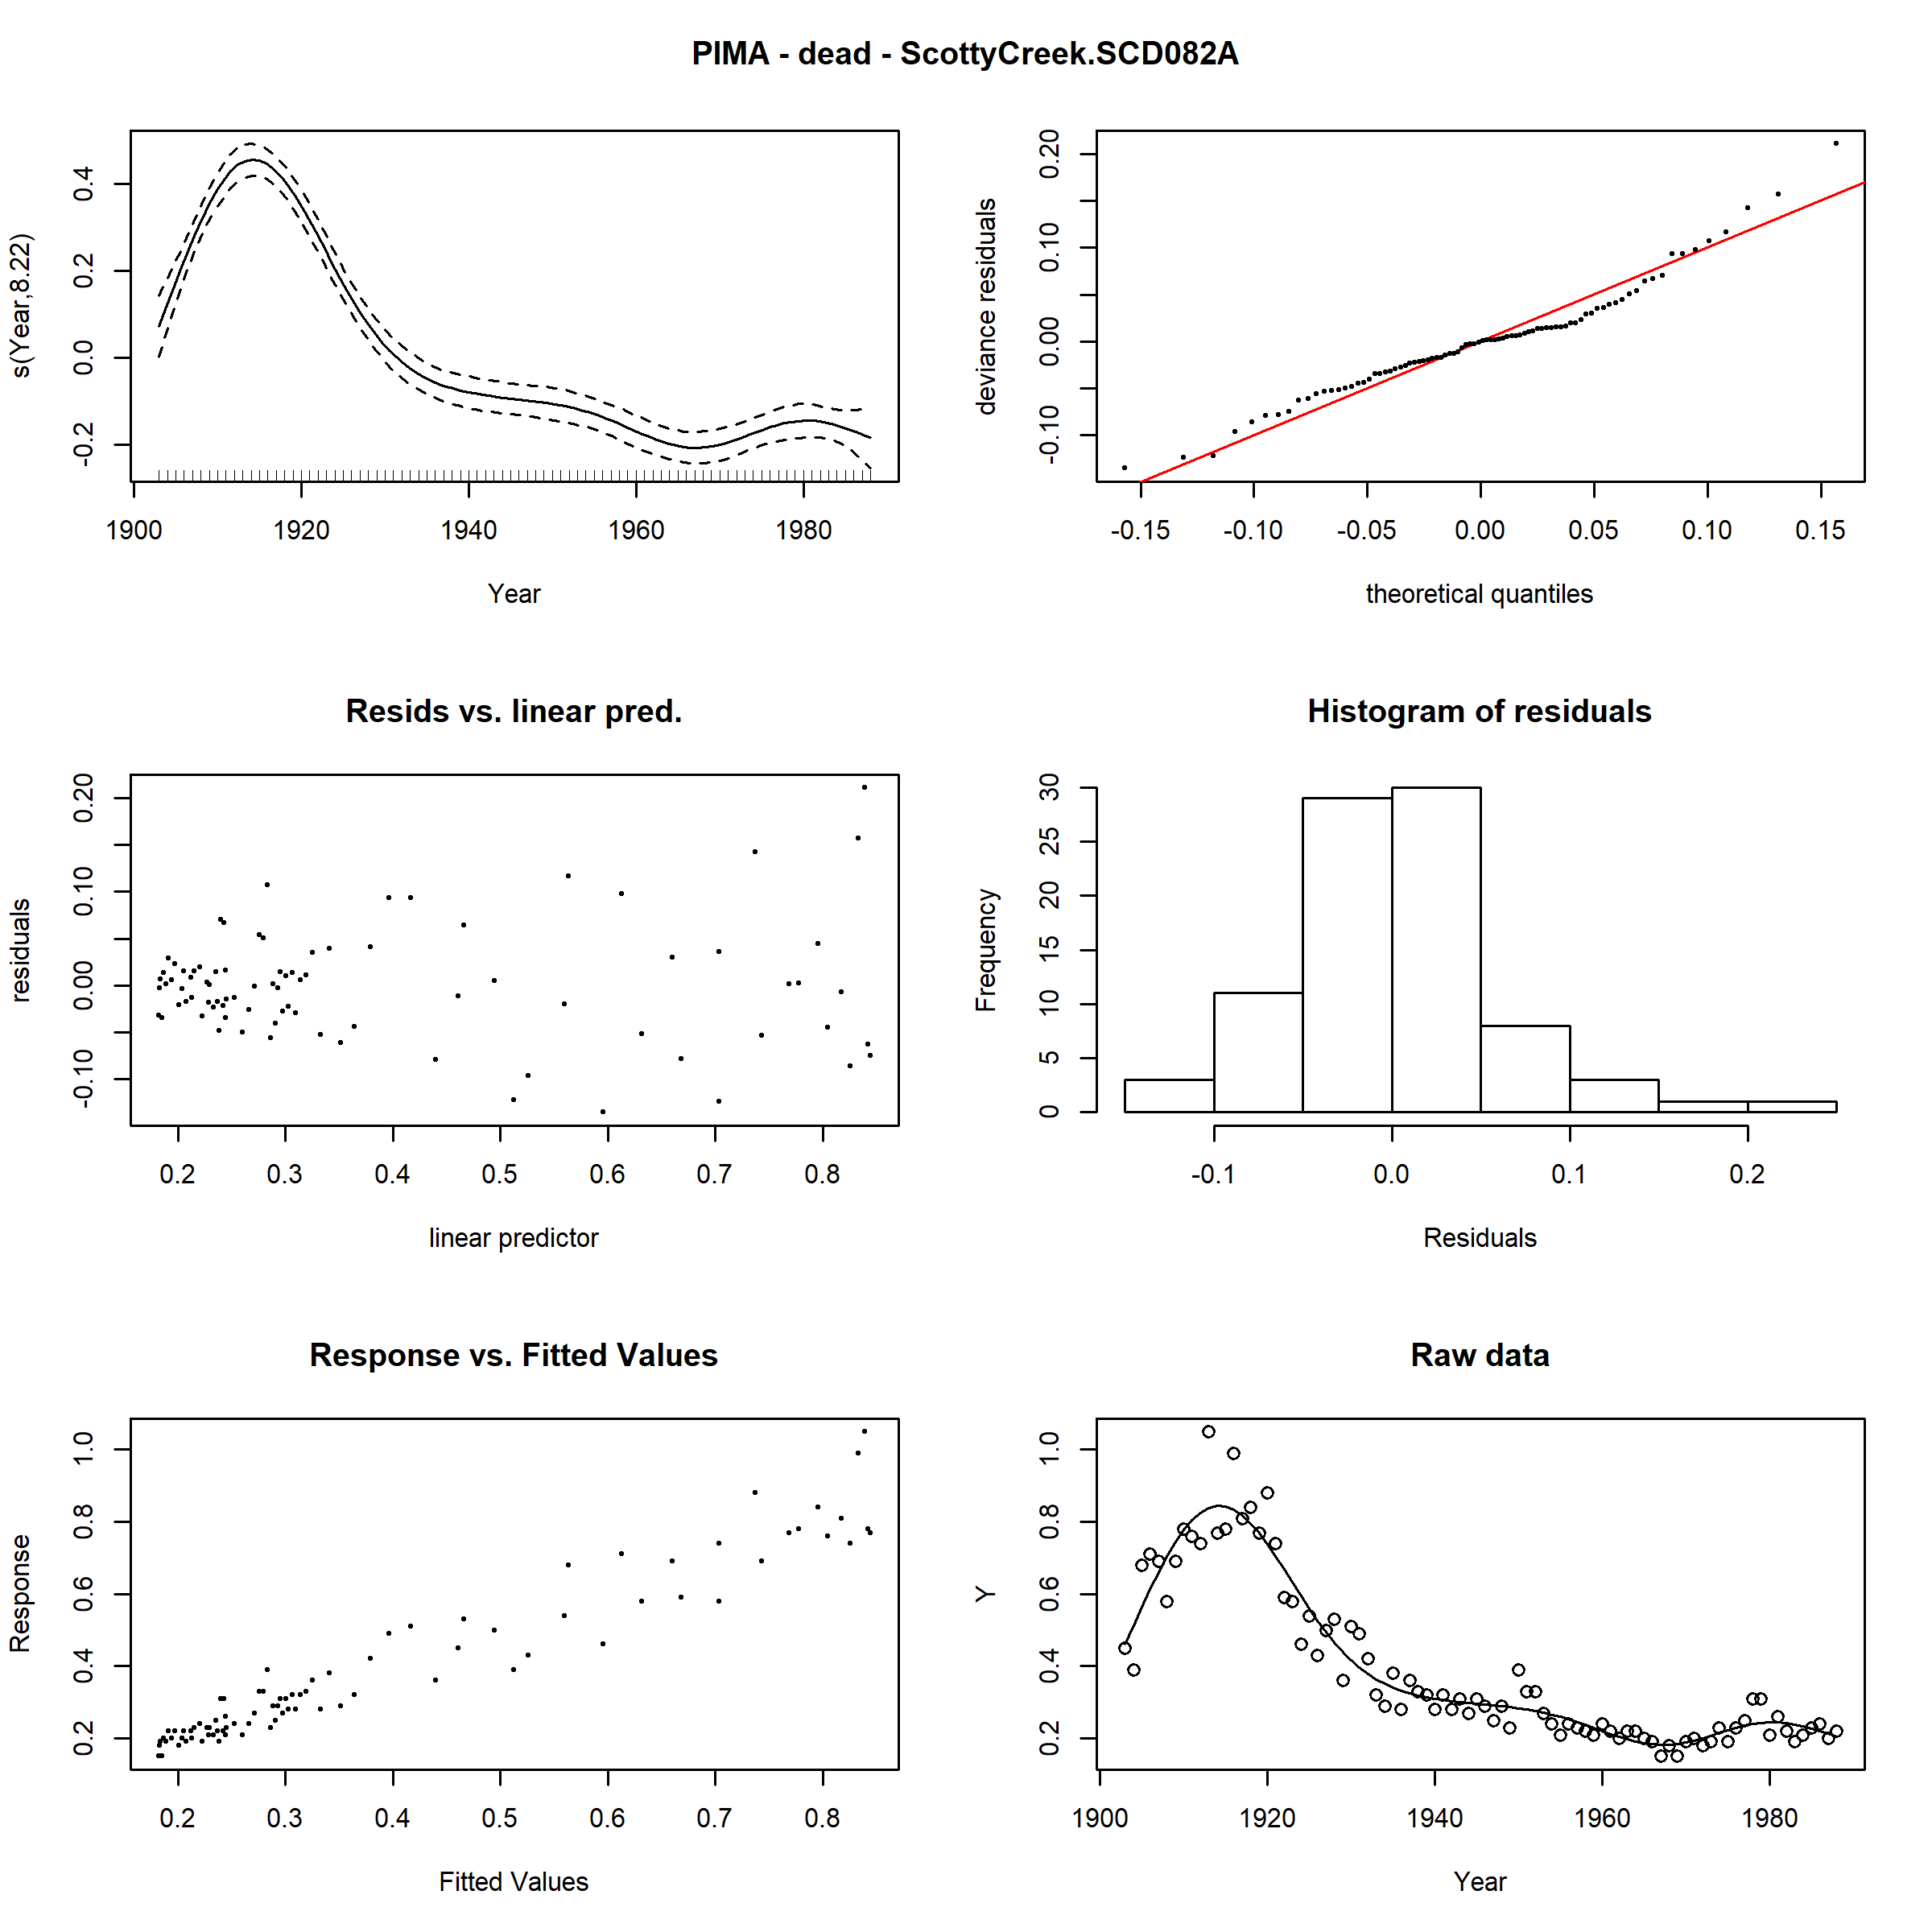 PIMA - dead - ScottyCreek.SCD082A
s(Year,8.22)
-0.2 0.0 0.2 0.4
1900 1920 1940 1960 1980
Year
deviance residuals
-0.10 0.00 0.10 0.20
-0.15 -0.10 -0.05 0.00 0.05 0.10 0.15
theoretical quantiles
Resids vs. linear pred.
residuals
-0.10 0.00 0.10 0.20
0.2 0.3 0.4 0.5 0.6 0.7 0.8
linear predictor
Histogram of residuals
Frequency
0 5 10 15 20 25 30
-0.1 0.0 0.1 0.2
Residuals
Response vs. Fitted Values
Response
0.2 0.4 0.6 0.8 1.0
0.2 0.3 0.4 0.5 0.6 0.7 0.8
Fitted Values
Raw data
Y
0.2 0.4 0.6 0.8 1.0
1900 1920 1940 1960 1980
Year